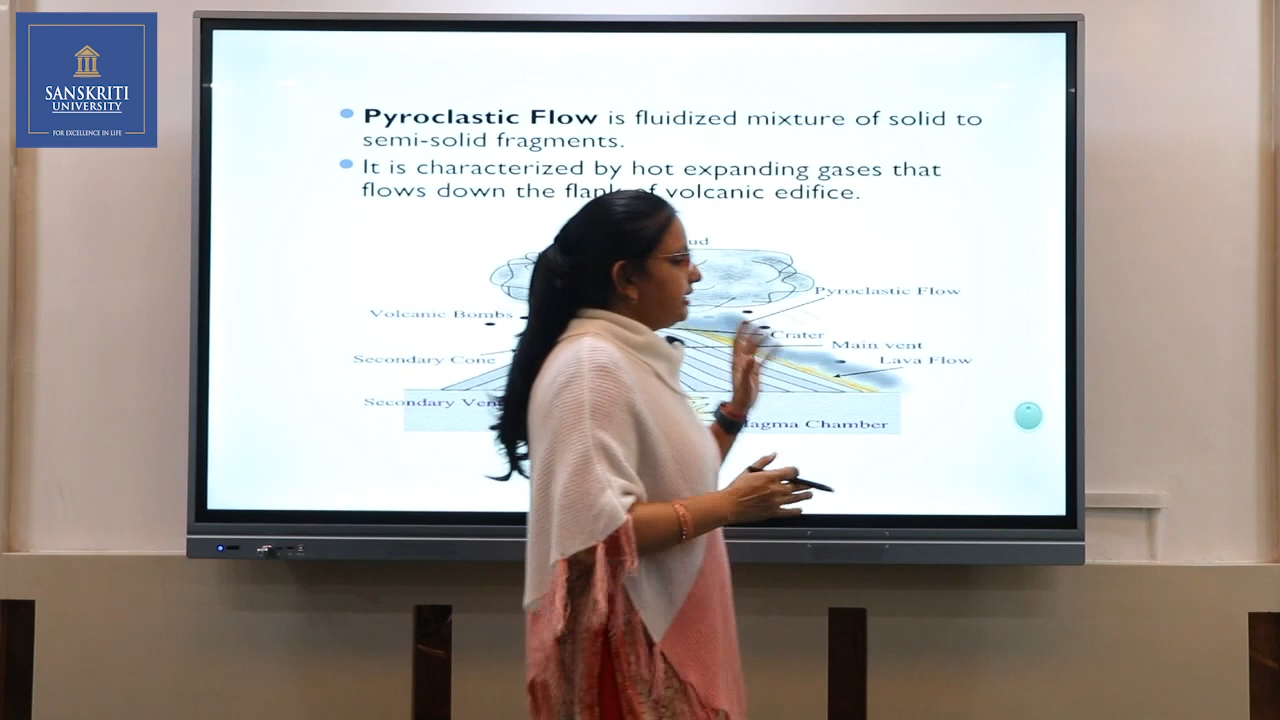 SANSKRITI
UNIVERSITY
FOR EXCELLENCE IN LIFE
Pyroclastic Flow is fluidized mixture of solid to
semi-solid fragments.
It is characterized by hot expanding gases that
flows down the flank of volcanic edifice.
Pyroclastic Flow
Volcanic Bombs
Crater
Main vent
Secondary Cone
Lava Flow
Secondary
Chamber